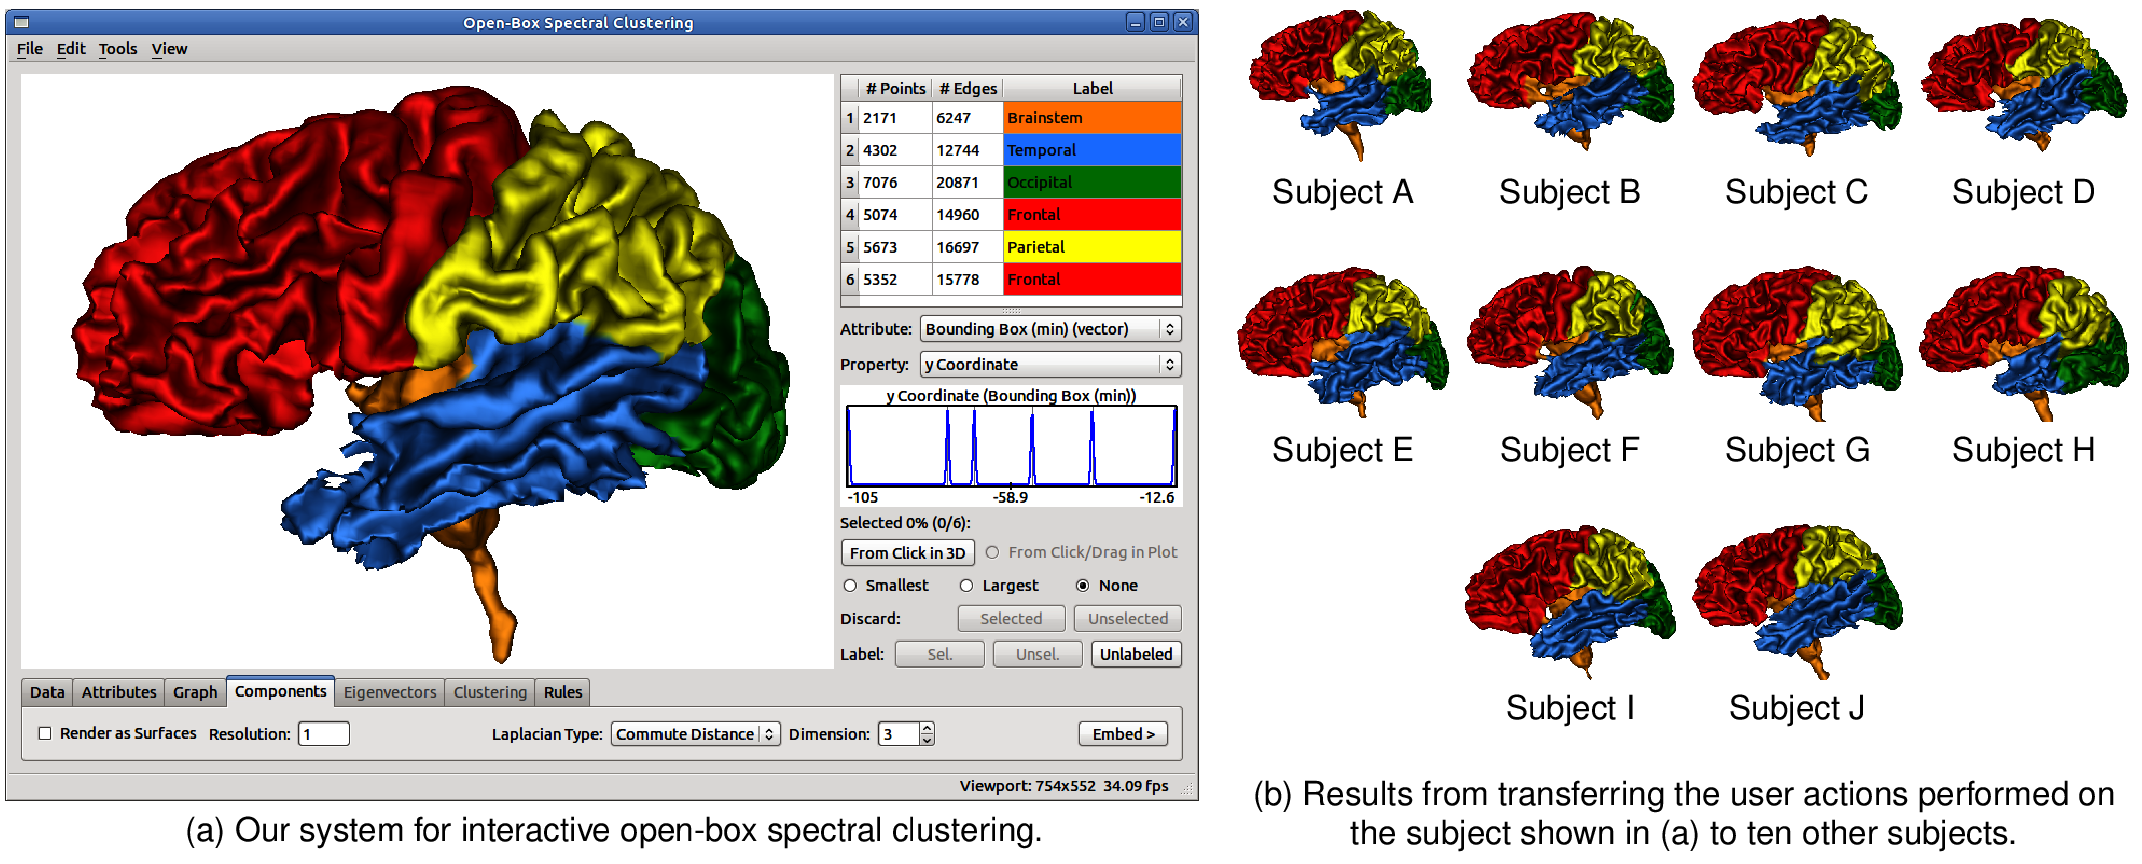 Open-Box Spectral Clustering
File Edit Tools View
# Points # Edges Label
1 2171 6247 Brainstem
2 4302 12744 Temporal
3 7076 20871 Occipital
4 5074 14960 Frontal
5 5673 16697 Parietal
6 5352 15778 Frontal
Attribute: Bounding Box (min) (vector)
Property: y Coordinate
y Coordinate (Bounding Box (min))
-105 -58.9 -12.6
Selected 0% (0/6):
From Click in 3D From Click/Drag in Plot
Smallest Largest None
Discard: Selected Unselected
Label: Sel. Unsel. Unlabeled
Data Attributes Graph Components Eigenvectors Clustering Rules
Render as Surfaces Resolution: 1 Laplacian Type: Commute Distance Dimension: 3 Embed >
Viewport: 754x552 34.09 fps
(a) Our system for interactive open-box spectral clustering.
Subject A Subject B Subject C Subject D
Subject E Subject F Subject G Subject H
Subject I Subject J
(b) Results from transferring the user actions performed on
the subject shown in (a) to ten other subjects.